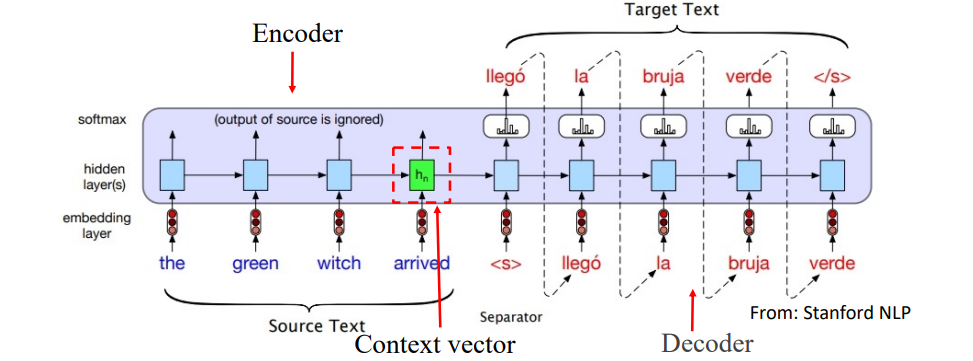 Target Text
Encoder
llegó la bruja verde </s>
softmax
(output of source is ignored)
hidden
layer(s)
hn
embedding
layer
the green witch arrived <s> llegó la bruja verde
Separator
From: Stanford NLP
Source Text
Context vector
Decoder